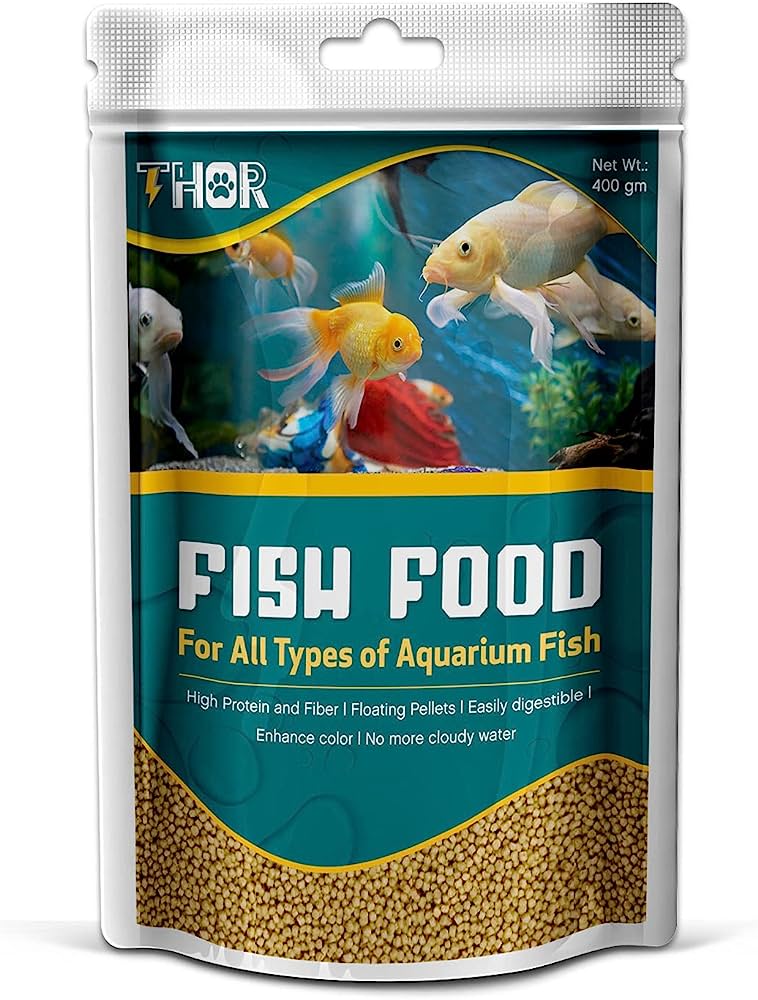 THOR
Net Wt.:
400 gm
FISH FOOD
For All Types of Aquarium Fish
High Protein and Fiber | Floating Pellets | Easily digestible |
Enhance color | No more cloudy water